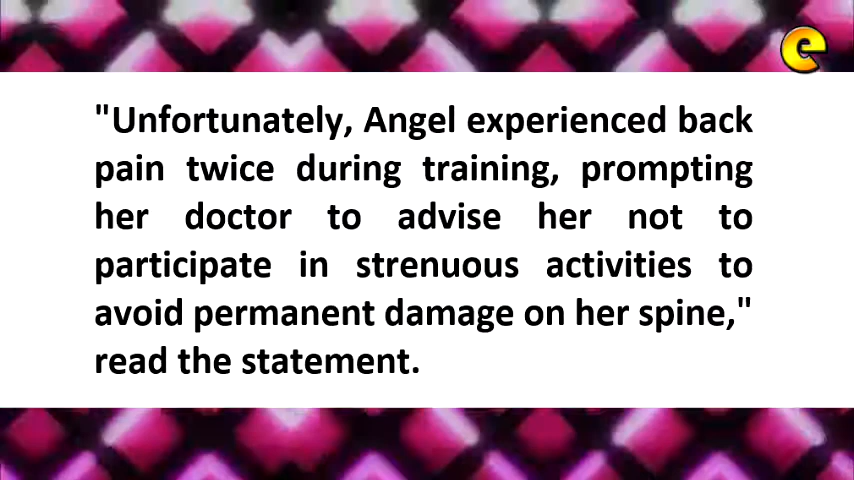 e
"Unfortunately, Angel experienced back
pain twice during training, prompting
her doctor to advise her not to
participate in strenuous activities to
avoid permanent damage on her spine,"
read the statement.